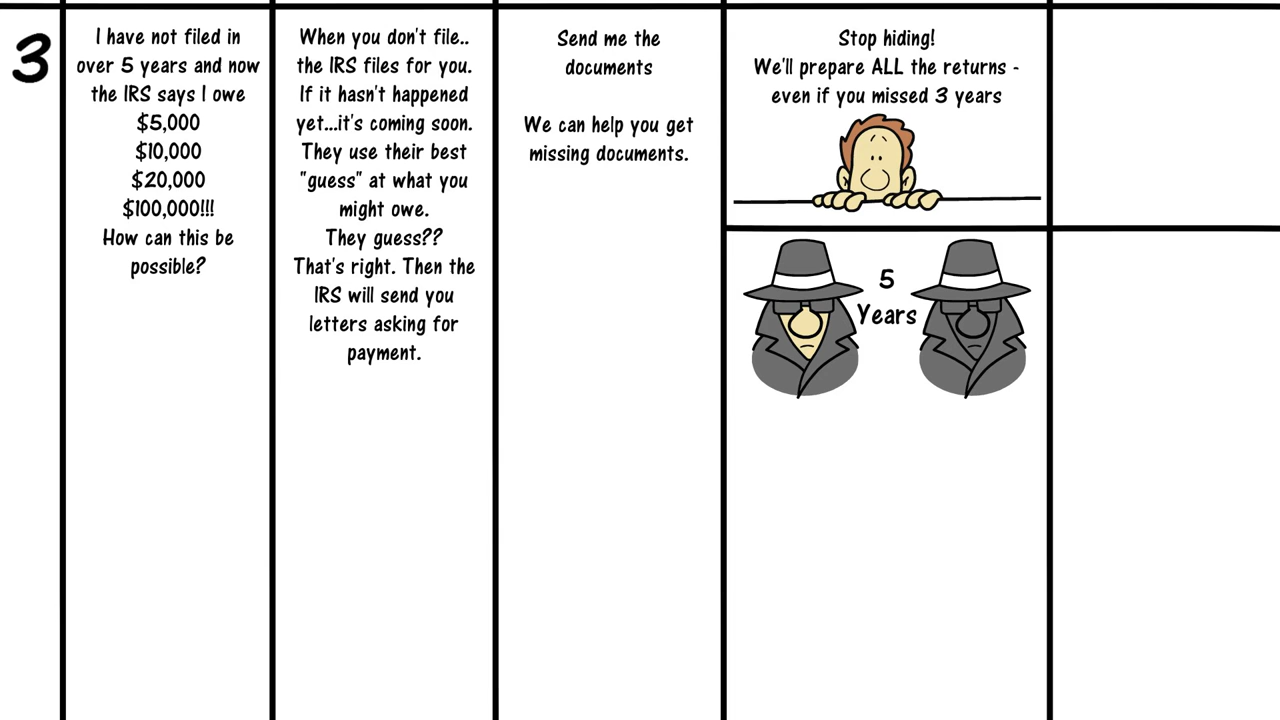 3
I have not filed in
over 5 years and now
the IRS says I owe
$5,000
$10,000
$20,000
$100,000!!!
How can this be
possible?
When you don't file..
the IRS files for you.
If it hasn't happened
yet...it's coming soon.
They use their best
"guess" at what you
might owe.
They guess??
That's right. Then the
IRS will send you
letters asking for
payment.
Send me the
documents
We can help you get
missing documents.
Stop hiding!
We'll prepare ALL the returns -
even if you missed 3 years
5
Years